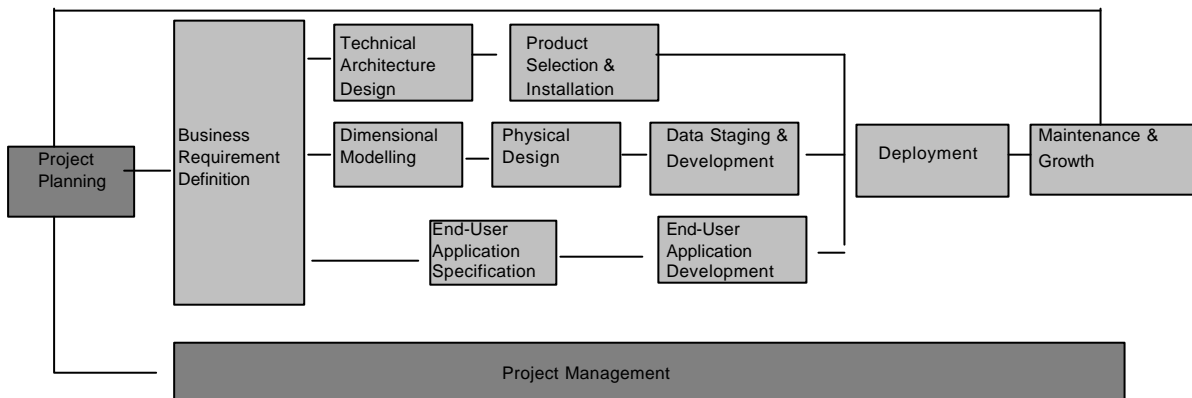 Project
Planning
Business
Requirement
Definition
Technical
Architecture
Design
Product
Selection &
Installation
Dimensional
Modelling
Physical
Design
Data Staging &
Development
End-User
Application
Specification
End-User
Application
Development
Deployment
Maintenance &
Growth
Project Management